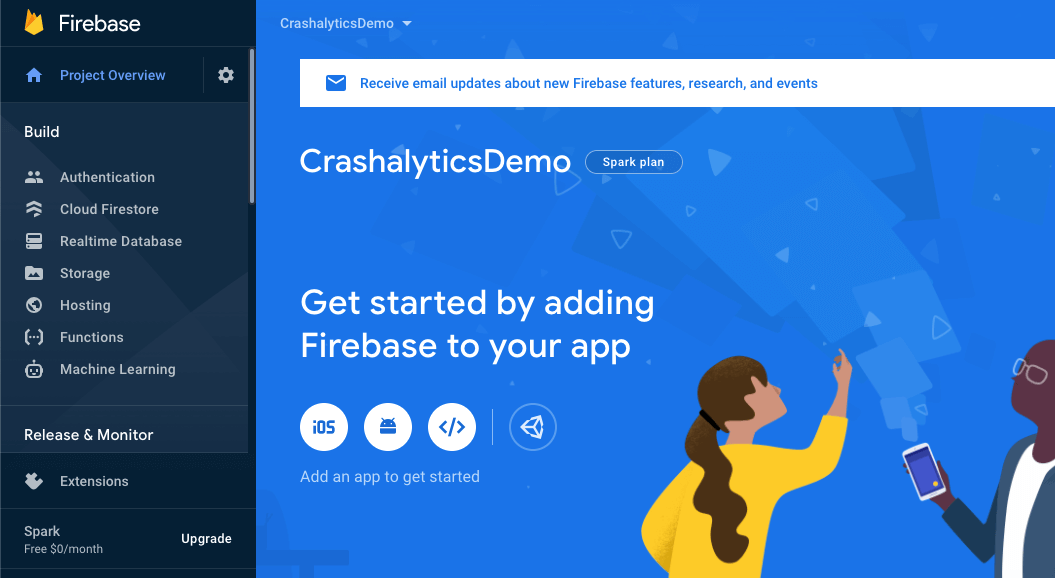 Firebase
Project Overview
Build
Authentication
Cloud Firestore
Realtime Database
Storage
Hosting
Functions
Machine Learning
Release & Monitor
Extensions
Spark
Free $0/month
Upgrade
CrashalyticsDemo
Receive email updates about new Firebase features, research, and events
CrashalyticsDemo
Spark plan
Get started by adding
Firebase to your app
iOS
Add an app to get started